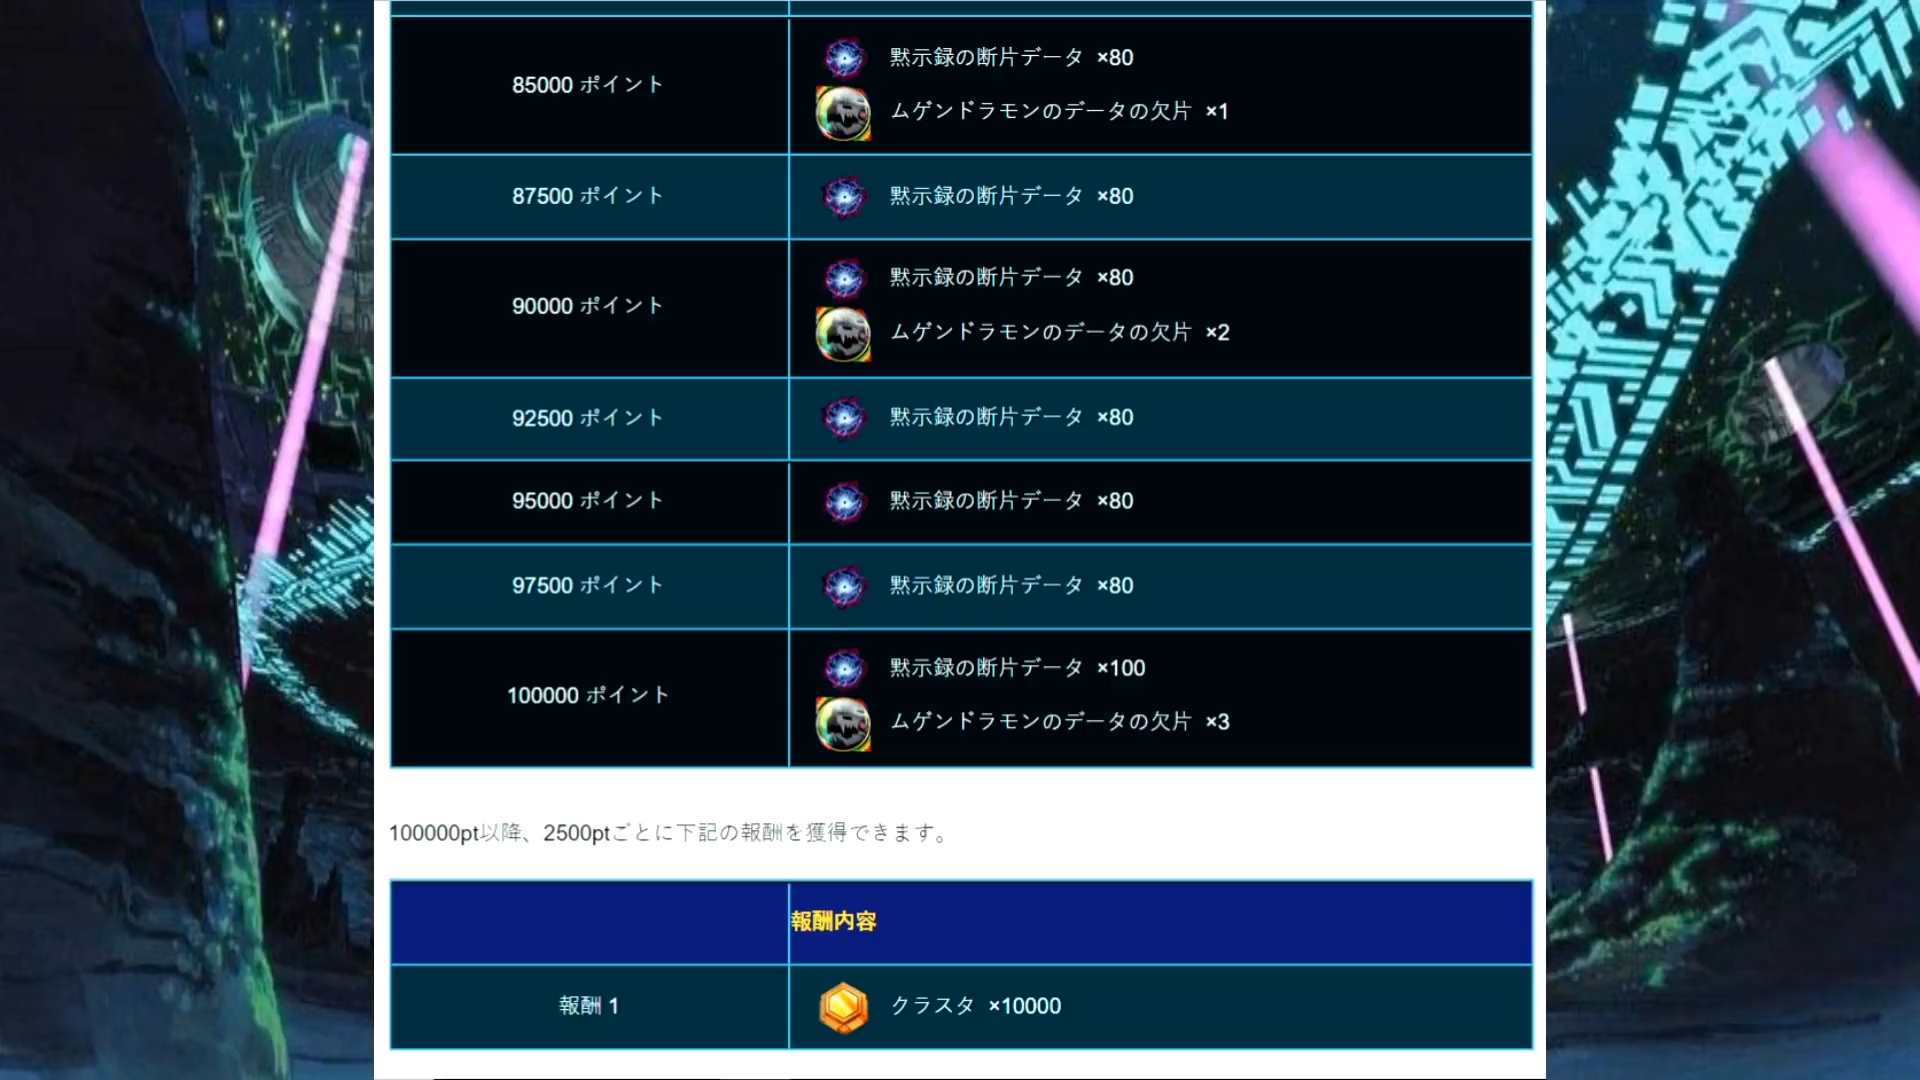 85000 ポイント
黙示録の断片データ ×80
ムゲンドラモンのデータの欠片 ×1
87500 ポイント
黙示録の断片データ ×80
90000 ポイント
黙示録の断片データ ×80
ムゲンドラモンのデータの欠片 ×2
92500 ポイント
黙示録の断片データ ×80
95000 ポイント
黙示録の断片データ ×80
97500 ポイント
黙示録の断片データ ×80
100000 ポイント
黙示録の断片データ ×100
ムゲンドラモンのデータの欠片 ×3
100000pt以降、2500ptごとに下記の報酬を獲得できます。
報酬内容
報酬 1
クラスタ ×10000